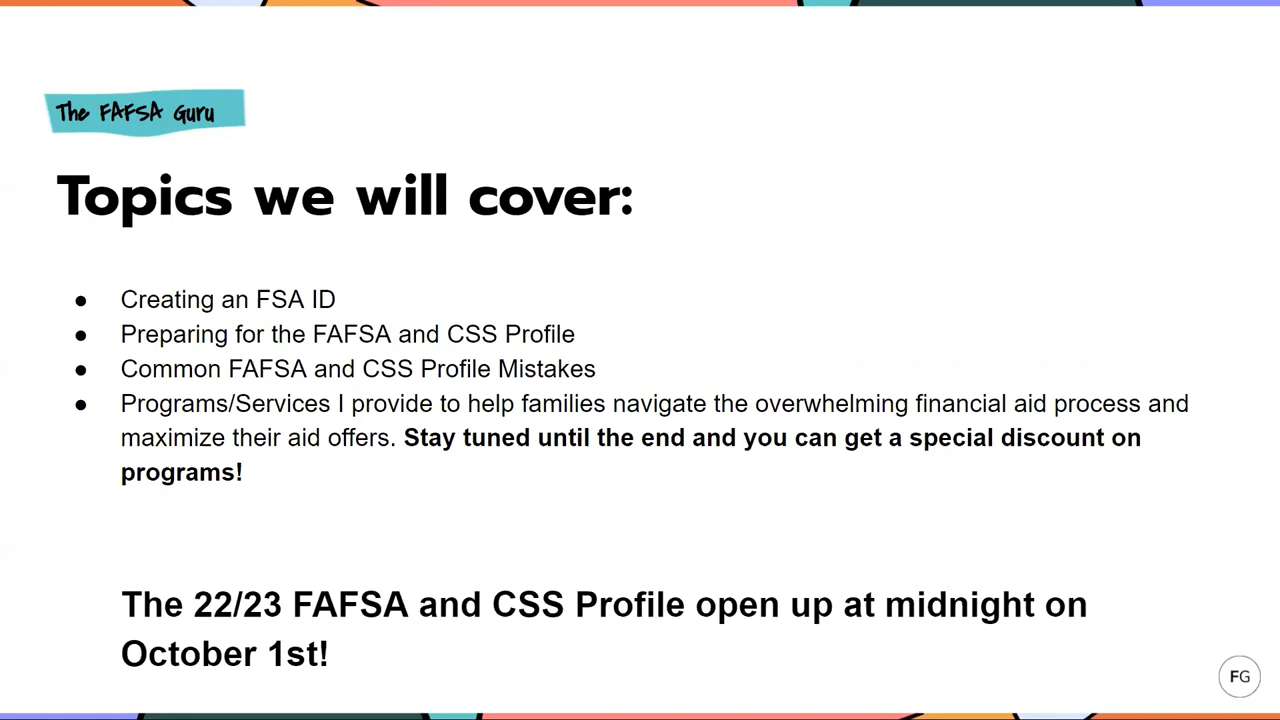 The FAFSA Guru
Topics we will cover:
● Creating an FSA ID
● Preparing for the FAFSA and CSS Profile
● Common FAFSA and CSS Profile Mistakes
● Programs/Services I provide to help families navigate the overwhelming financial aid process and
maximize their aid offers. Stay tuned until the end and you can get a special discount on
programs!
The 22/23 FAFSA and CSS Profile open up at midnight on
October 1st!
FG